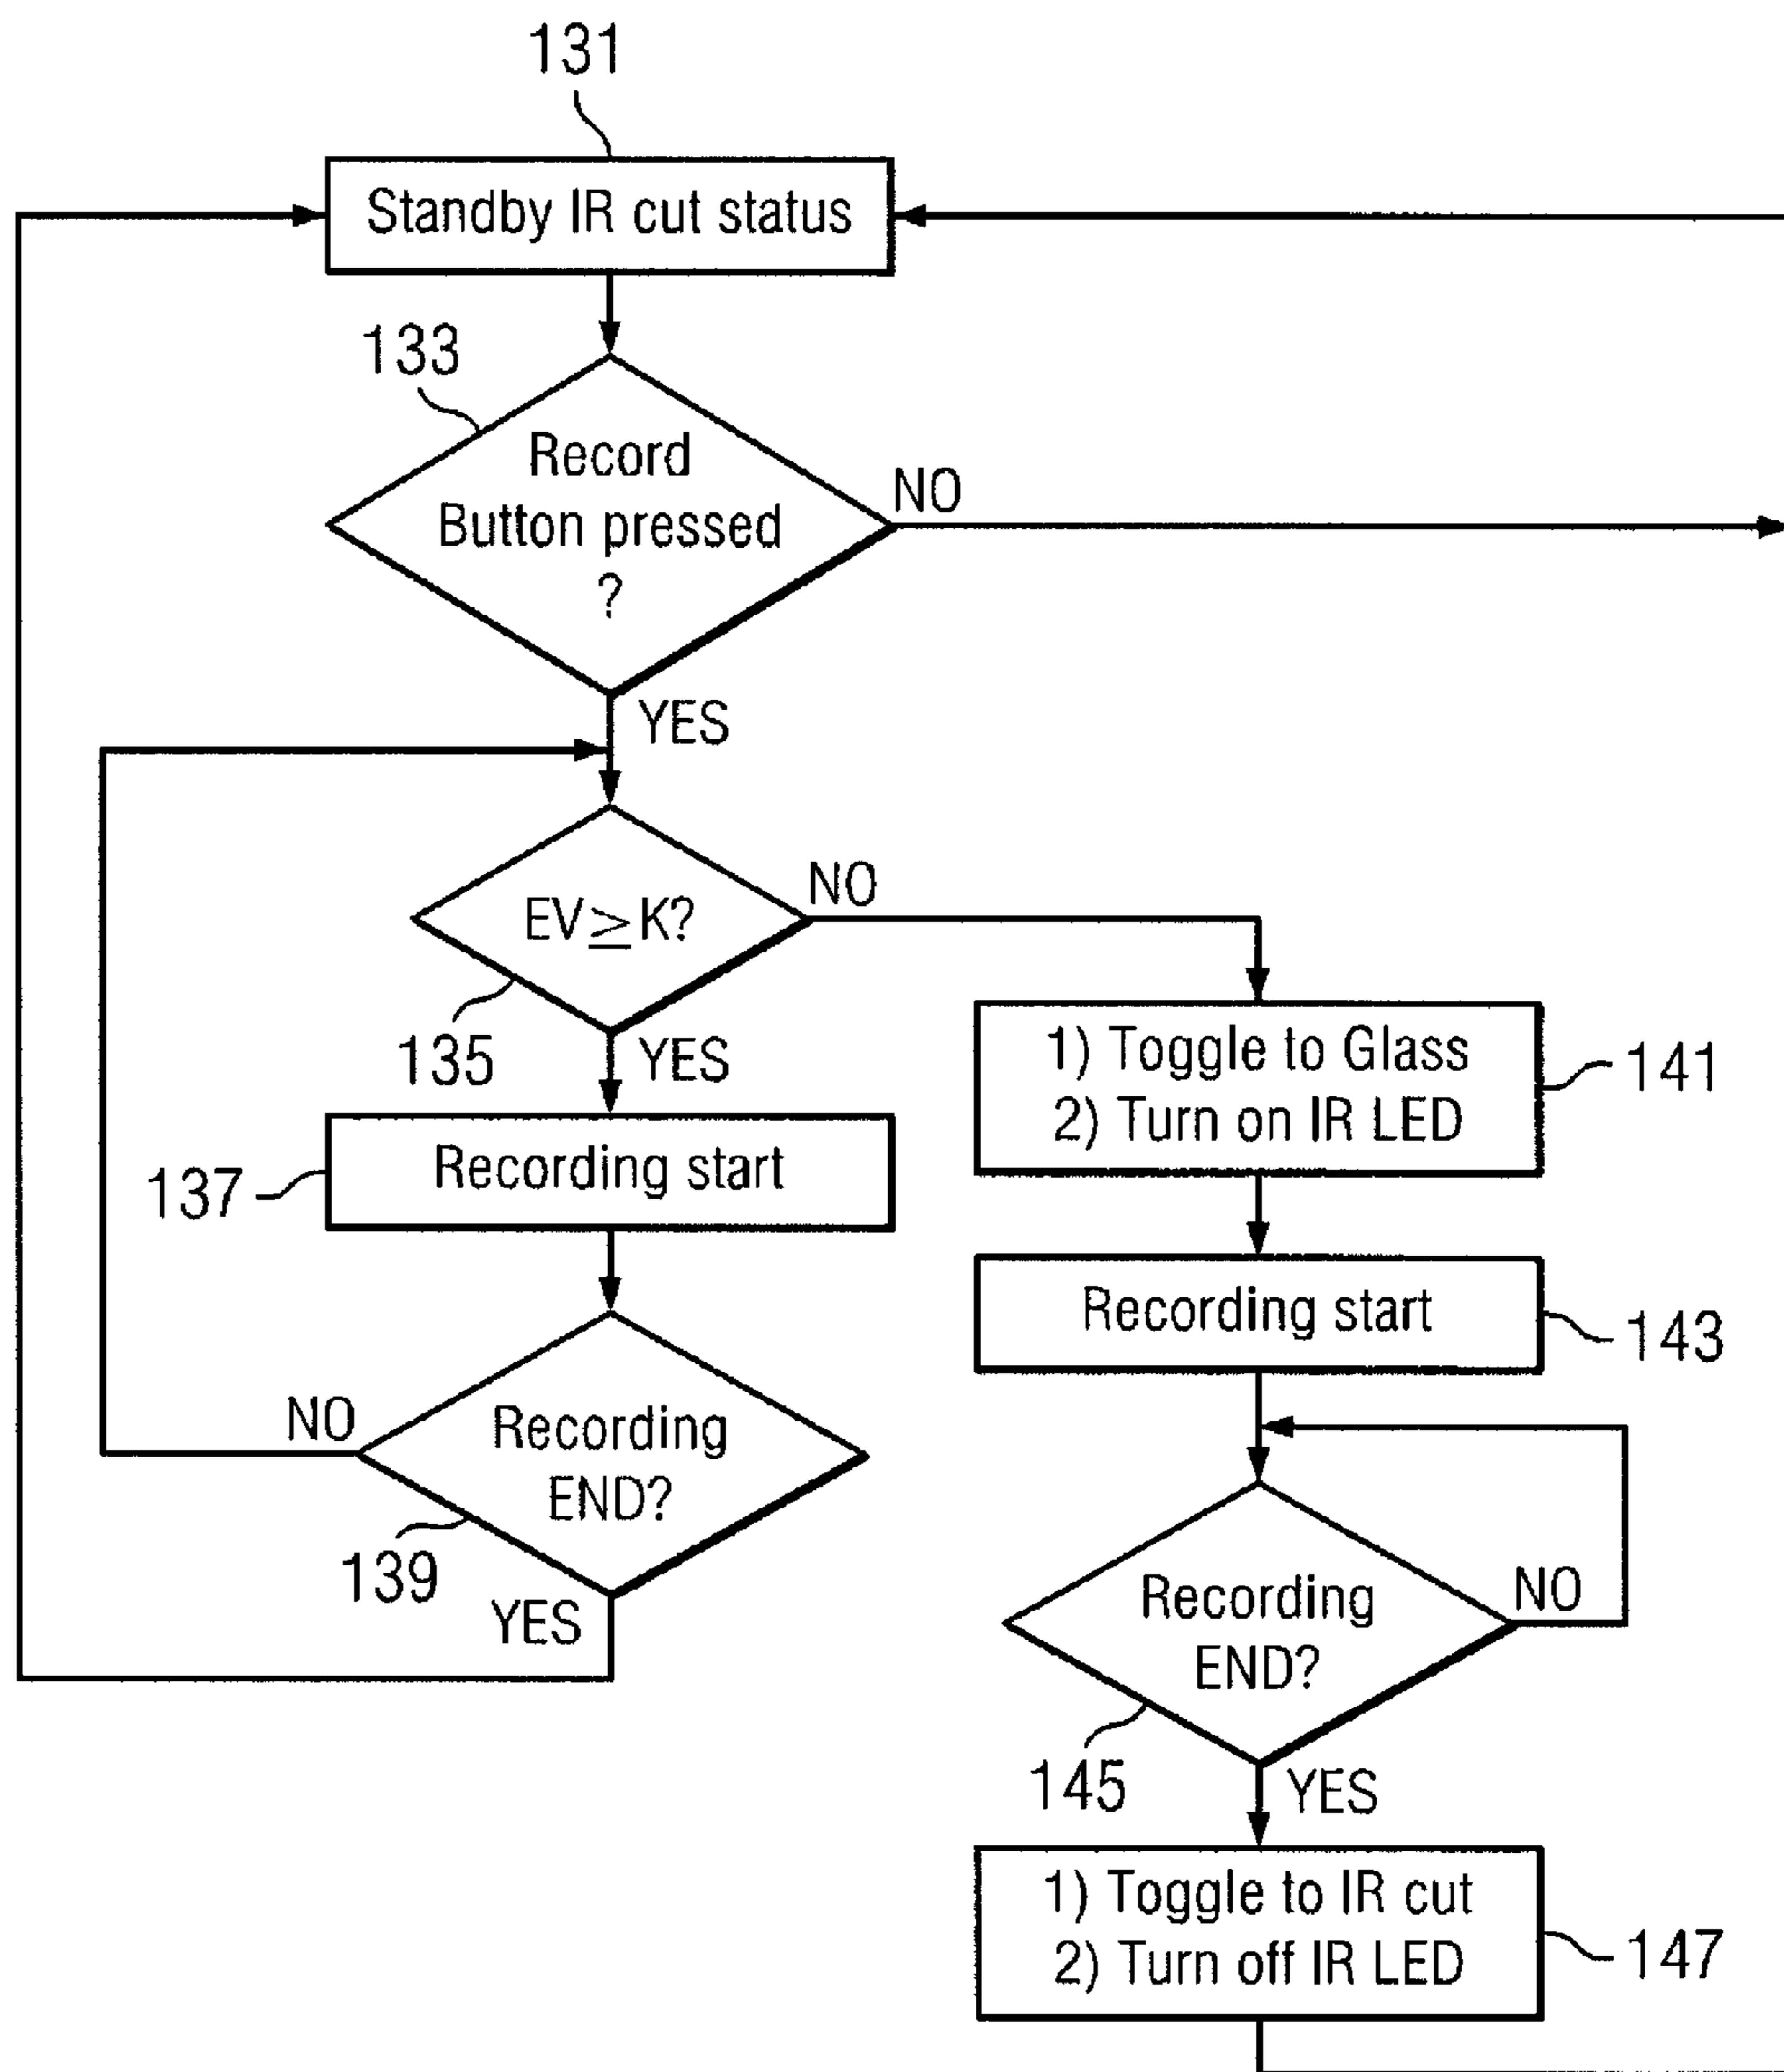 131
Standby IR cut status
133
Record
Button pressed
?
NO
YES
EV≥K?
NO
135
YES
1) Toggle to Glass
2) Turn on IR LED
141
137
Recording start
Recording start
143
NO
Recording
END?
139
YES
Recording
END?
NO
145
YES
1) Toggle to IR cut
2) Turn off IR LED
147